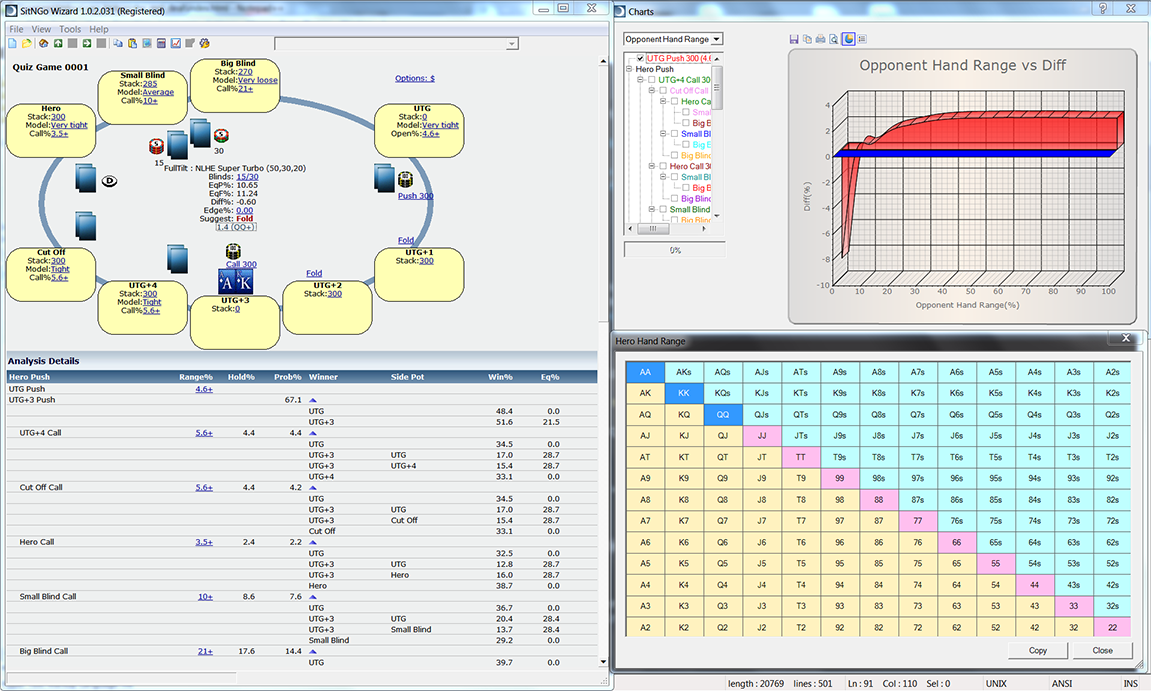 SitNGo Wizard 1.0.2.031 (Registered)
File View Tools Help
Quiz Game 0001
Options: $
Small Blind
Stack:285
Model:Average
Call%10+
Big Blind
Stack:270
Model:Very loose
Call%21+
Hero
Stack:300
Model:Very tight
Call%3.5+
UTG
Stack:0
Model:Very tight
Open%:4.6+
15
30
D
FullTilt : NLHE Super Turbo (50,30,20)
Blinds: 15/30
EqP%: 10.65
EqF%: 11.24
Diff%: -0.60
Edge%: 0.00
Suggest: Fold
1.4 (QQ+)
Push 300
Fold
Cut Off
Stack:300
Model:Tight
Call%5.6+
UTG+1
Stack:300
Call 300
A K
Fold
UTG+4
Stack:300
Model:Tight
Call%:5.6+
UTG+3
Stack:0
UTG+2
Stack:300
Analysis Details
Hero Push Range% Hold% Prob% Winner Side Pot Win% Eq%
UTG Push 4.6+
UTG+3 Push 67.1
UTG 48.4 0.0
UTG+3 51.6 21.5
UTG+4 Call 5.6+ 4.4 4.4
UTG 34.5 0.0
UTG+3 UTG 17.0 28.7
UTG+3 UTG+4 15.4 28.7
UTG+4 33.1 0.0
Cut Off Call 5.6+ 4.4 4.2
UTG 34.5 0.0
UTG+3 UTG 17.0 28.7
UTG+3 Cut Off 15.4 28.7
Cut Off 33.1 0.0
Hero Call 3.5+ 2.4 2.2
UTG 32.5 0.0
UTG+3 UTG 12.8 28.7
UTG+3 Hero 16.0 28.7
Hero 38.7 0.0
Small Blind Call 10+ 8.6 7.6
UTG 36.7 0.0
UTG+3 UTG 20.4 28.4
UTG+3 Small Blind 13.7 28.4
Small Blind 29.2 0.0
Big Blind Call 21+ 17.6 14.4
UTG 39.7 0.0
Charts
Opponent Hand Range
UTG Push 300 (4.6
Hero Push
UTG+4 Call 30
Cut Off Call
Hero Ca
Sma
Big B
Small Bl
Big
Big Blind
Hero Call 30
Small Bl
Big B
Big Blind
Small Blind
Big Blind
0%
Opponent Hand Range vs Diff
Diff(%)
4
2
0
-2
-4
-6
-8
-10
0 10 20 30 40 50 60 70 80 90 100
Opponent Hand Range(%)
Hero Hand Range
AA AKs AQs AJs ATs A9s A8s A7s A6s A5s A4s A3s A2s
AK KK KQs KJs KTs K9s K8s K7s K6s K5s K4s K3s K2s
AQ KQ QQ QJs QTs Q9s Q8s Q7s Q6s Q5s Q4s Q3s Q2s
AJ KJ QJ JJ JTs J9s J8s J7s J6s J5s J4s J3s J2s
AT KT QT JT TT T9s T8s T7s T6s T5s T4s T3s T2s
A9 K9 Q9 J9 T9 99 98s 97s 96s 95s 94s 93s 92s
A8 K8 Q8 J8 T8 98 88 87s 86s 85s 84s 83s 82s
A7 K7 Q7 J7 T7 97 87 77 76s 75s 74s 73s 72s
A6 K6 Q6 J6 T6 96 86 76 66 65s 64s 63s 62s
A5 K5 Q5 J5 T5 95 85 75 65 55 54s 53s 52s
A4 K4 Q4 J4 T4 94 84 74 64 54 44 43s 42s
A3 K3 Q3 J3 T3 93 83 73 63 53 43 33 32s
A2 K2 Q2 J2 T2 92 82 72 62 52 42 32 22
Copy Close
length : 20769 lines : 501 Ln : 91 Col : 110 Sel : 0 UNIX ANSI INS